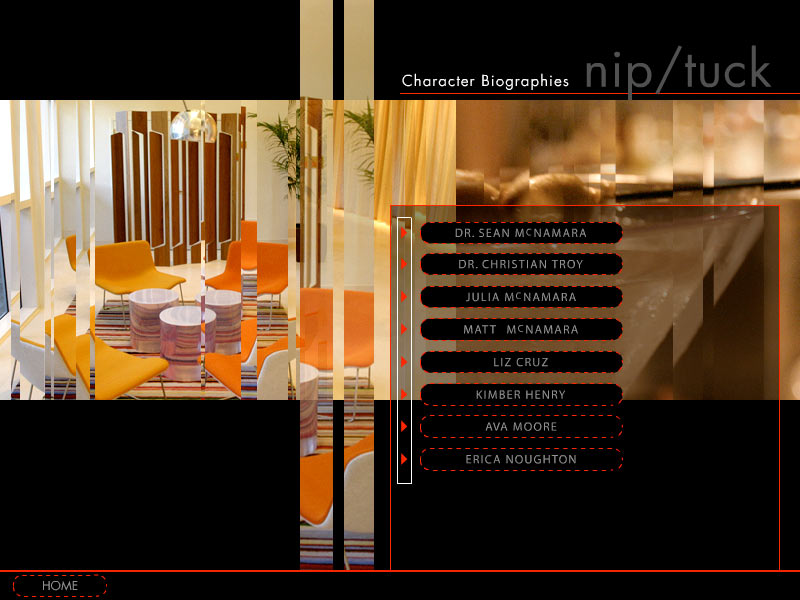 nip/tuck
Character Biographies
DR. SEAN McNAMARA
DR. CHRISTIAN TROY
JULIA McNAMARA
MATT McNAMARA
LIZ CRUZ
KIMBER HENRY
AVA MOORE
ERICA NOUGHTON
HOME